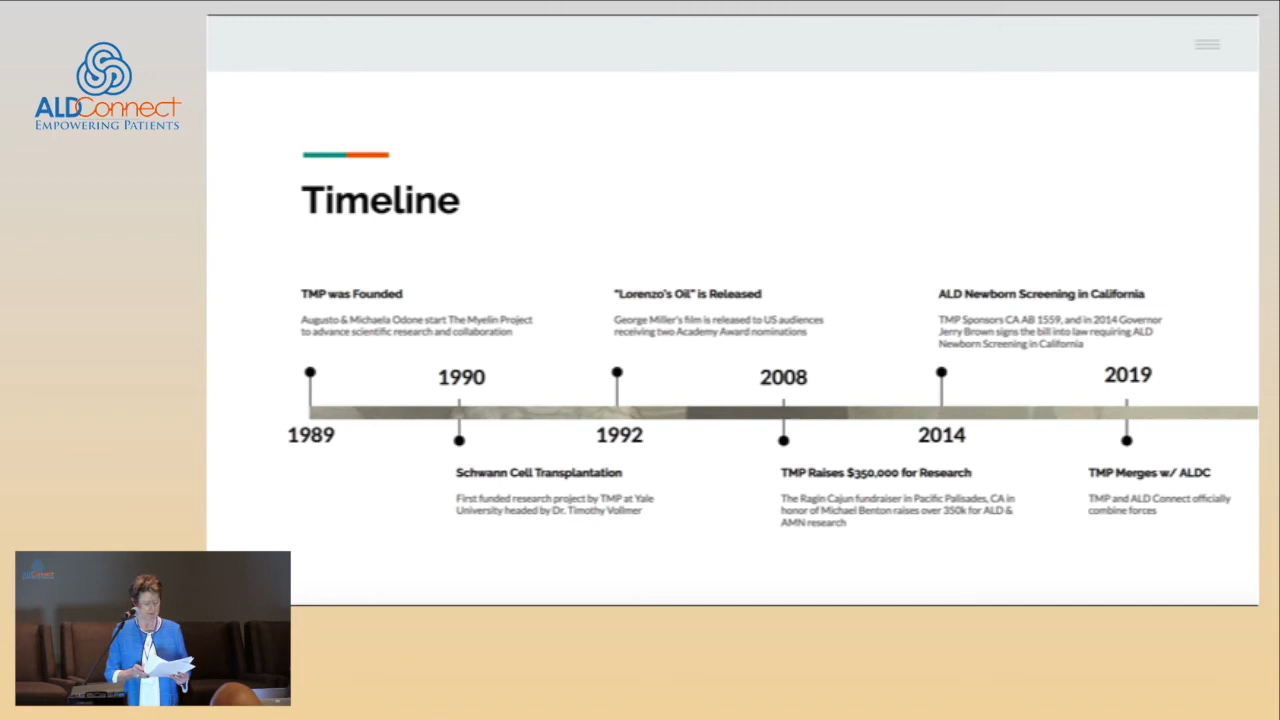 ALDConnect
EMPOWERING PATIENTS
Timeline
TMP was Founded
Augusto & Michaela Odone start The Myelin Project
to advance scientific research and collaboration
"Lorenzo's Oil" is Released
George Miller's film is released to US audiences
receiving two Academy Award nominations
ALD Newborn Screening in California
TMP Sponsors CA AB 1559, and in 2014 Governor
Jerry Brown signs the bill into law requiring ALD
Newborn Screening in California
1990
2008
2019
1989
1992
2014
Schwann Cell Transplantation
First funded research project by TMP at Yale
University headed by Dr. Timothy Vollmer
TMP Raises $350,000 for Research
The Ragin Cajun fundraiser in Pacific Palisades, CA in
honor of Michael Benton raises over 350k for ALD &
AMN research
TMP Merges w/ ALDC
TMP and ALD Connect officially
combine forces
ALDConnect